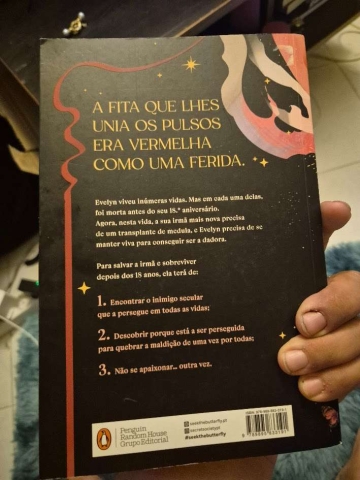 A FITA QUE LHES
UNIA OS PULSOS
ERA VERMELHA
COMO UMA FERIDA.
Evelyn viveu inúmeras vidas. Mas em cada uma delas,
foi morta antes do seu 18.º aniversário.
Agora, nesta vida, a sua irmã mais nova precisa
de um transplante de medula, e Evelyn precisa de se
manter viva para conseguir ser a dadora.
Para salvar a irmã e sobreviver
depois dos 18 anos, ela terá de:
1. Encontrar o inimigo secular
que a persegue em todas as vidas;
2. Descobrir porque está a ser perseguida
para quebrar a maldição de uma vez por todas;
3. Não se apaixonar... outra vez.
Penguin
Random House
Grupo Editorial
#seekthebutterfly
ISBN: